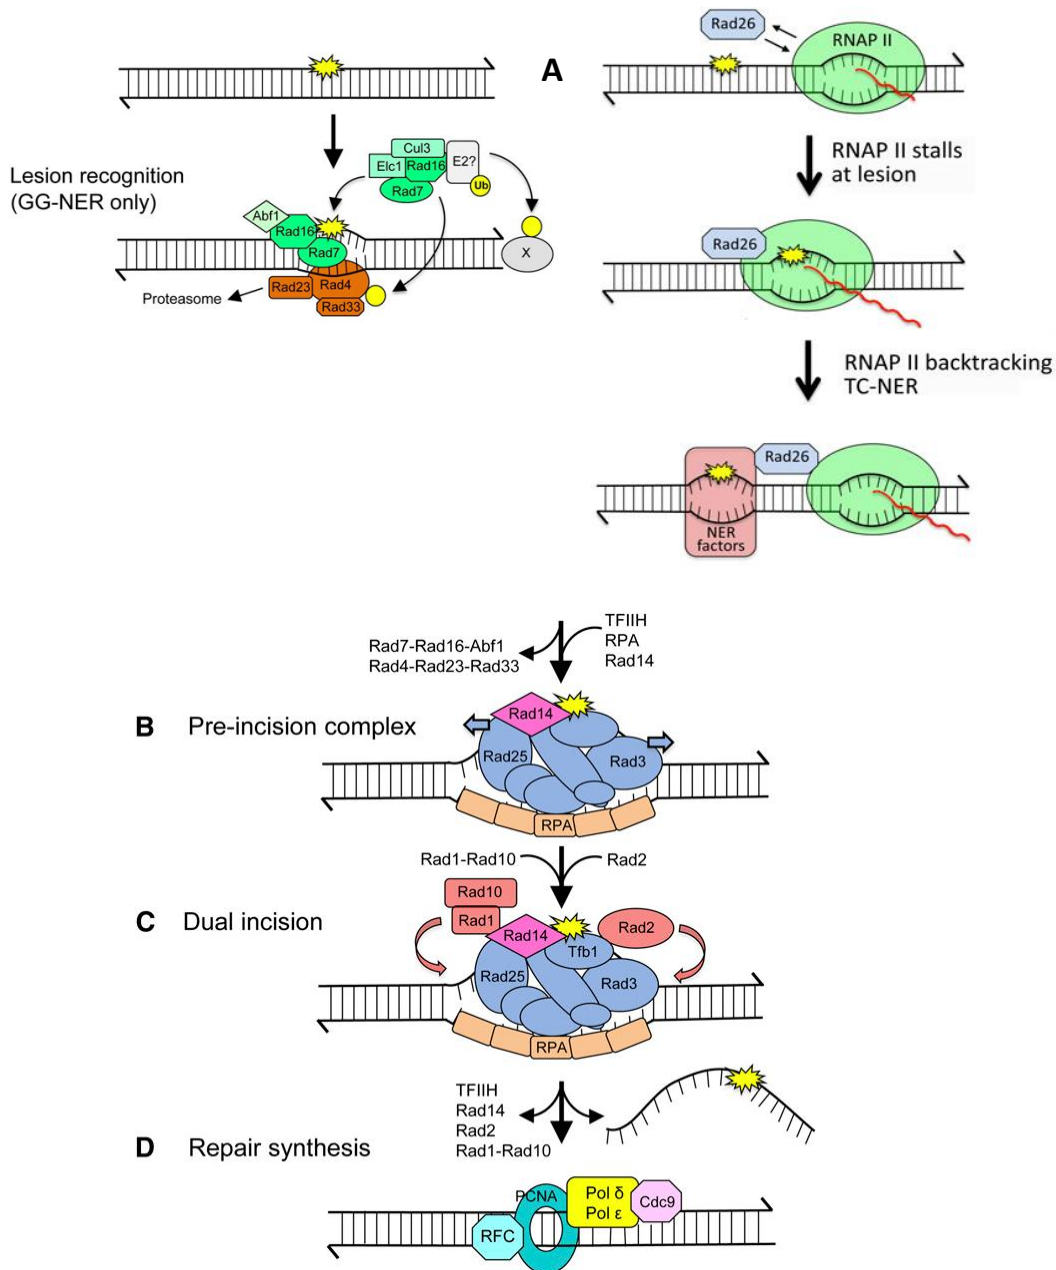 A
Rad26
RNAP II
Lesion recognition
(GG-NER only)
Cul3
Elc1
Rad16
E2?
Rad7
Ub
Abf1
Rad16
Rad7
X
Rad23
Rad4
Rad33
Proteasome
RNAP II stalls
at lesion
Rad26
RNAP II backtracking
TC-NER
Rad26
NER
factors
Rad7-Rad16-Abf1
Rad4-Rad23-Rad33
TFIIH
RPA
Rad14
B Pre-incision complex
Rad14
Rad25
Rad3
RPA
Rad1-Rad10
Rad2
C Dual incision
Rad10
Rad1
Rad14
Rad2
Tfb1
Rad25
Rad3
RPA
TFIIH
Rad14
Rad2
Rad1-Rad10
D Repair synthesis
PCNA
Pol δ
Pol ε
Cdc9
RFC